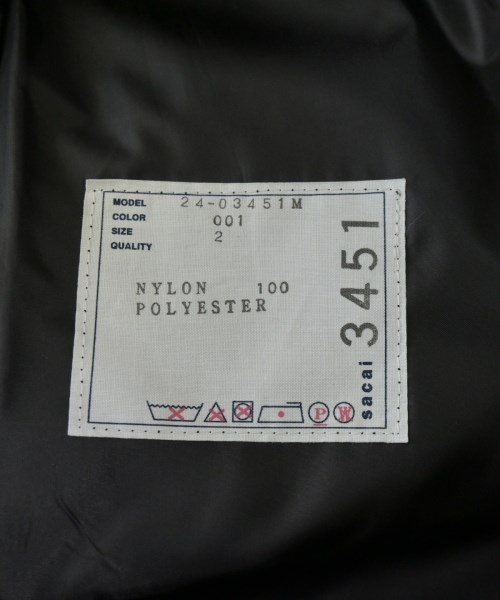 MODEL 24-03451M
COLOR 001
SIZE 2
QUALITY
NYLON 100
POLYESTER
P W
sacai 3451